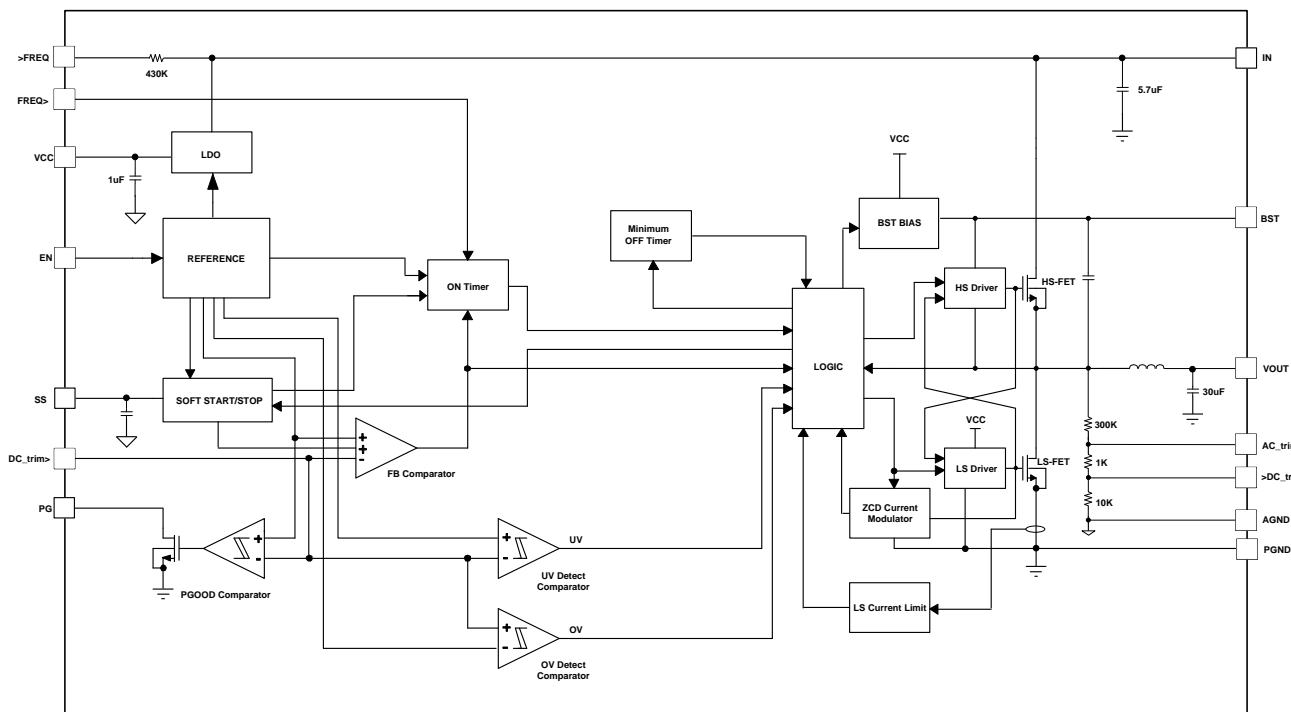 >FREQ
430K
IN
5.7uF
FREQ>
VCC
LDO
1uF
VCC
BST BIAS
BST
Minimum
OFF Timer
EN
REFERENCE
ON Timer
HS Driver
HS-FET
LOGIC
VOUT
30uF
SS
SOFT START/STOP
VCC
300K
AC_tri
DC_trim>
+
+
-
FB Comparator
LS Driver
LS-FET
1K
>DC_tr
PG
ZCD Current
Modulator
10K
AGND
+
-
PGOOD Comparator
+
-
UV
UV Detect
Comparator
PGND
LS Current Limit
+
-
OV
OV Detect
Comparator